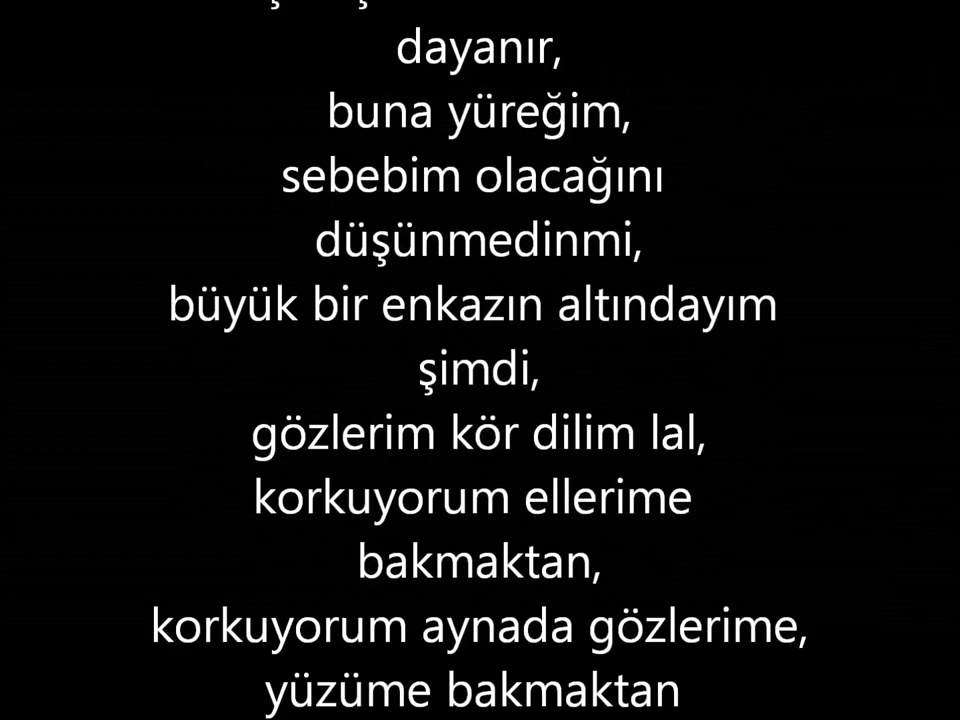 dayanır,
buna yüreğim,
sebebim olacağını
düşünmedinmi,
büyük bir enkazın altındayım
şimdi,
gözlerim kör dilim lal,
korkuyorum ellerime
bakmaktan,
korkuyorum aynada gözlerime,
yüzüme bakmaktan